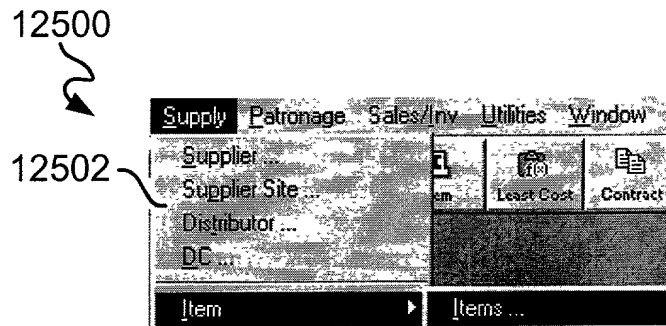 12500
Supply Patronage Sales/Inv Utilities Window
12502
Supplier ...
Supplier Site ...
Distributor ...
DC ...
f(x)
Least Cost Contract
Item Items ...